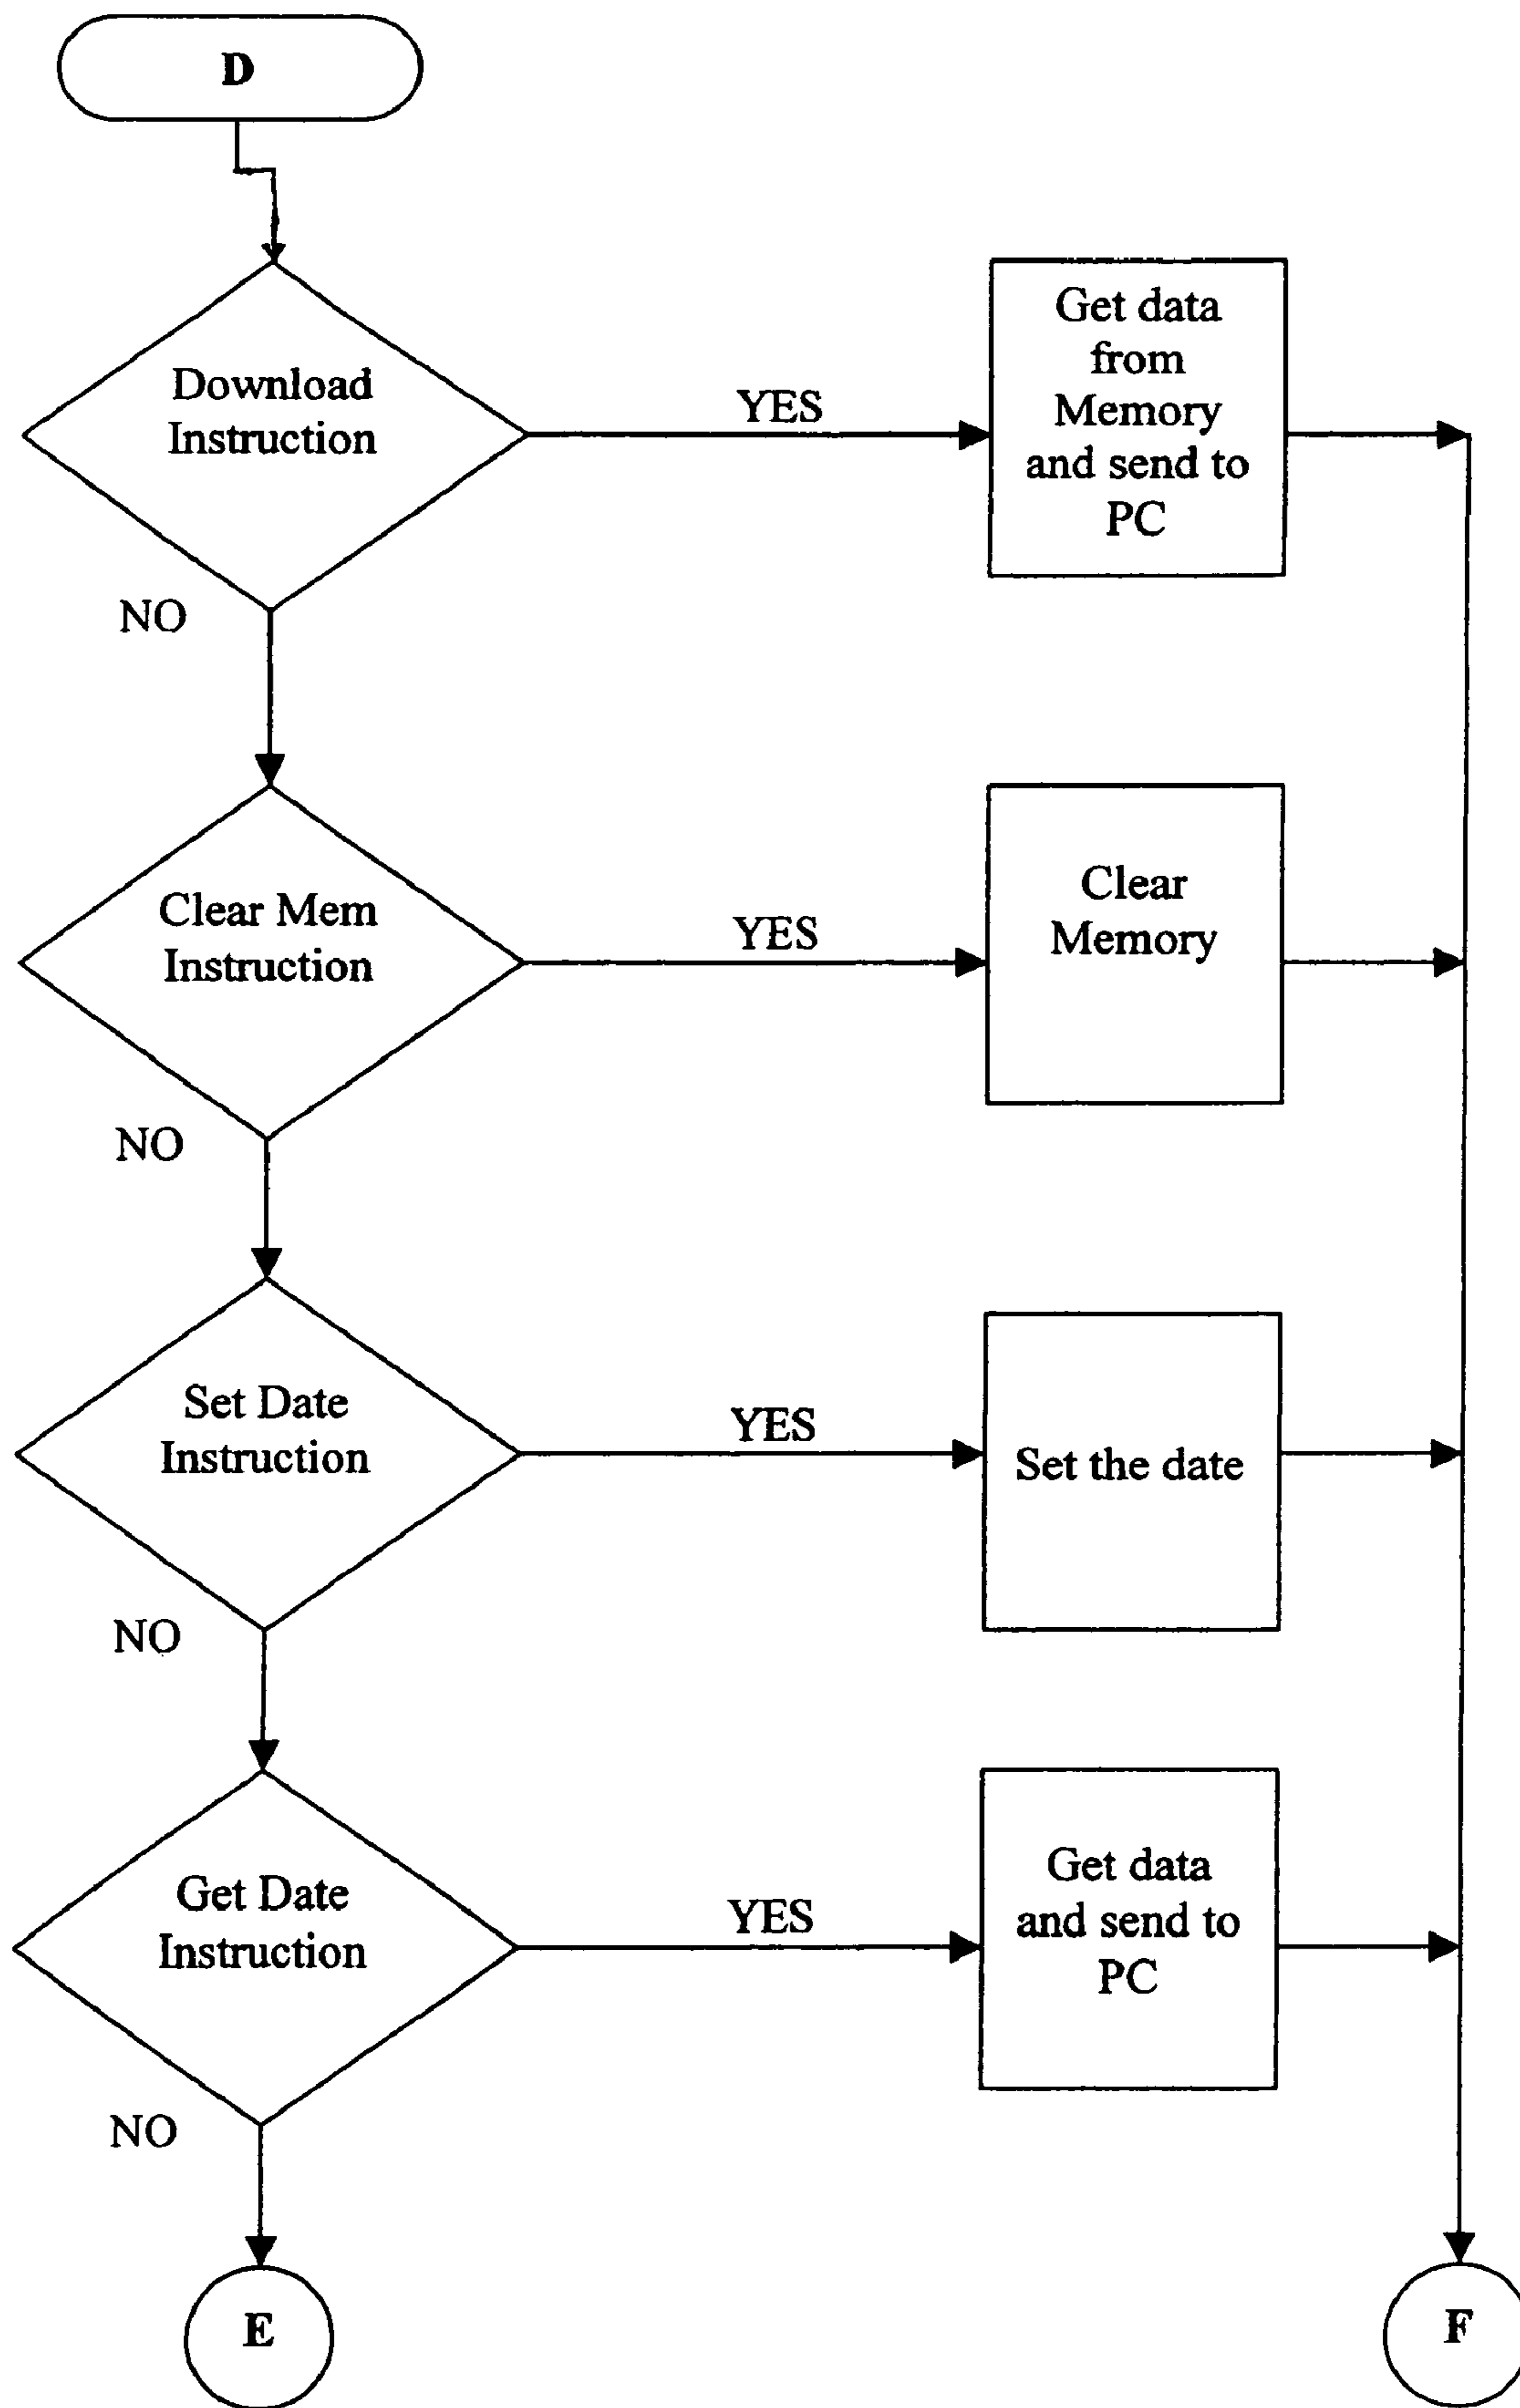 D
Download
Instruction
YES
Get data
from
Memory
and send to
PC
NO
Clear Mem
Instruction
YES
Clear
Memory
NO
Set Date
Instruction
YES
Set the date
NO
Get Date
Instruction
YES
Get data
and send to
PC
NO
E
F